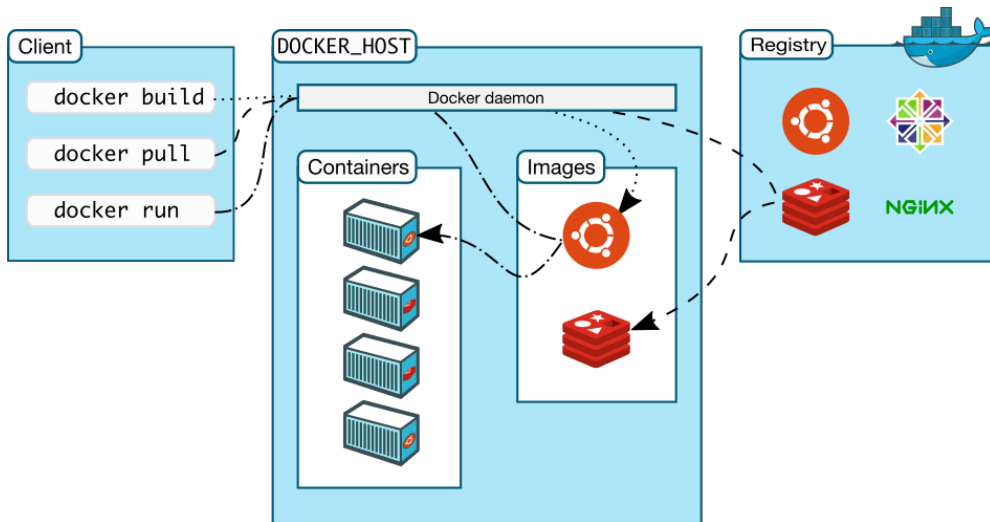 Client
docker build
docker pull
docker run
DOCKER_HOST
Docker daemon
Containers
Images
Registry
NGiNX